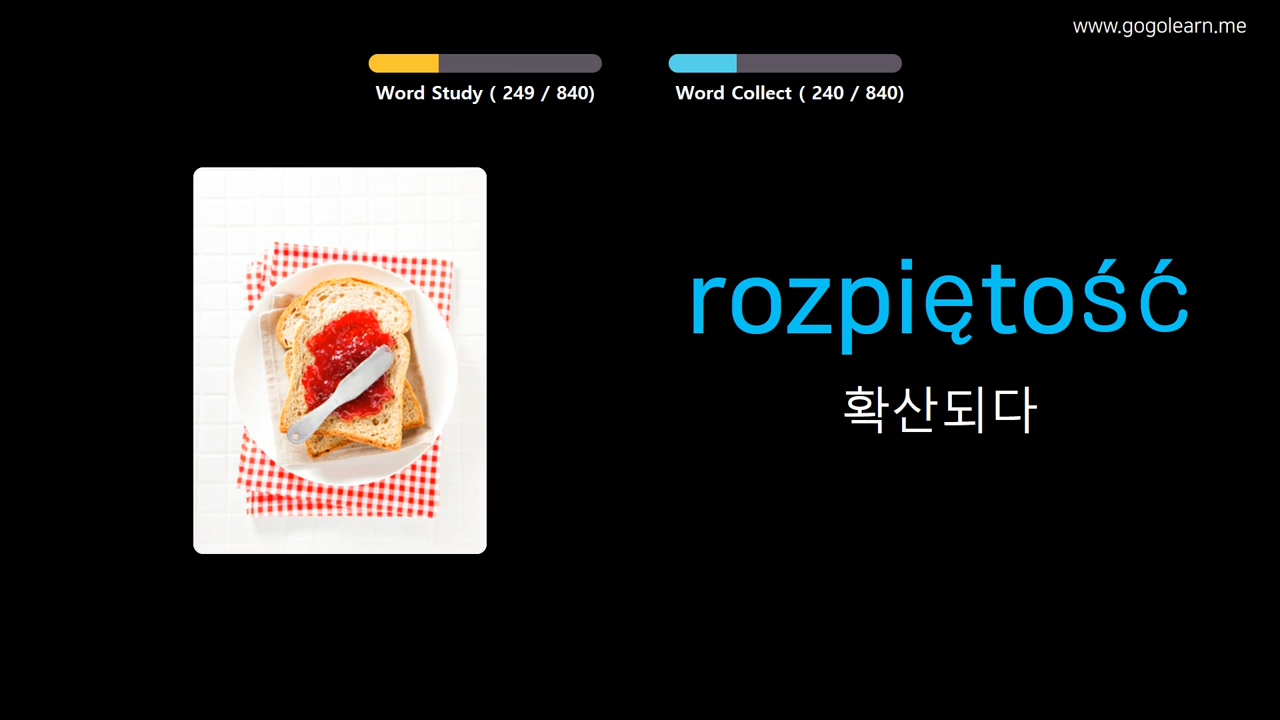 www.gogolearn.me
Word Study ( 249 / 840)
Word Collect ( 240 / 840)
rozpiętość
확산되다